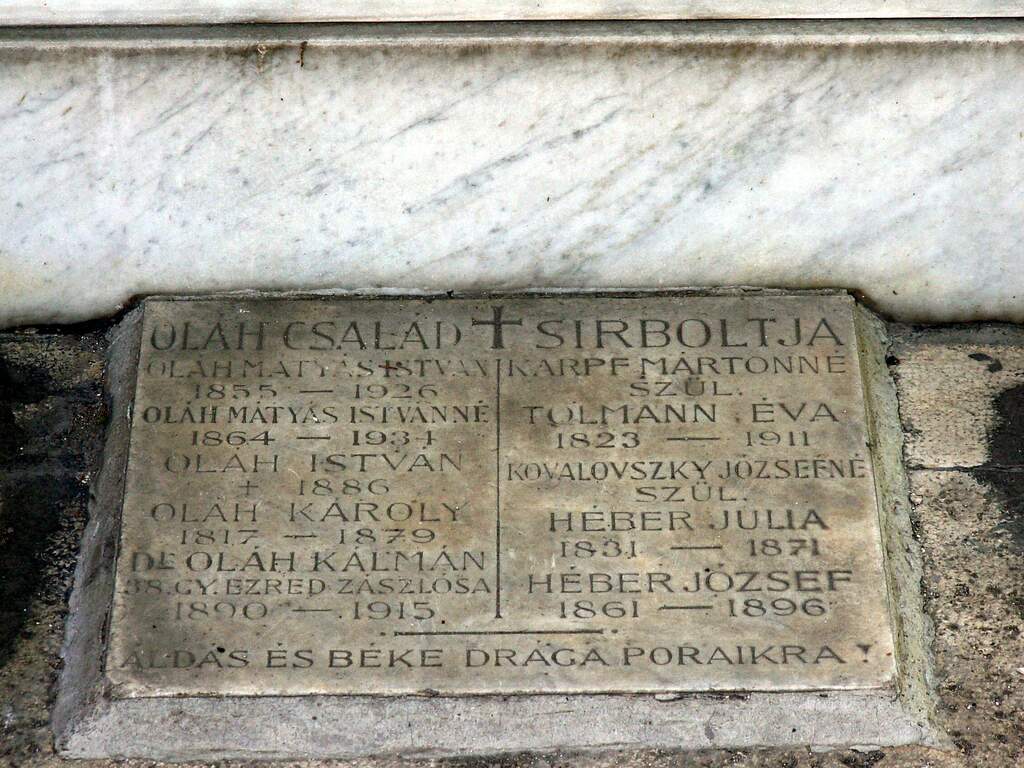 OLÁH CSALÁD † SIRBOLTJA
OLÁH MÁTYÁS ISTVÁN
1855 — 1926
OLÁH MÁTYÁS ISTVÁNNÉ
1864 — 1934
OLÁH ISTVÁN
+ 1886
OLÁH KÁROLY
1817 — 1879
DR OLÁH KÁLMÁN
38. GY. EZRED ZÁSZLÓSA
1890 — 1915
KARPF MÁRTONNÉ
SZÜL.
TOLMANN ÉVA
1823 — 1911
KOVALOVSZKY JÓZSEFNÉ
SZÜL.
HÉBER JULIA
1831 — 1871
HÉBER JÓZSEF
1861 — 1896
ÁLDÁS ÉS BÉKE DRÁGA PORAIKRA!